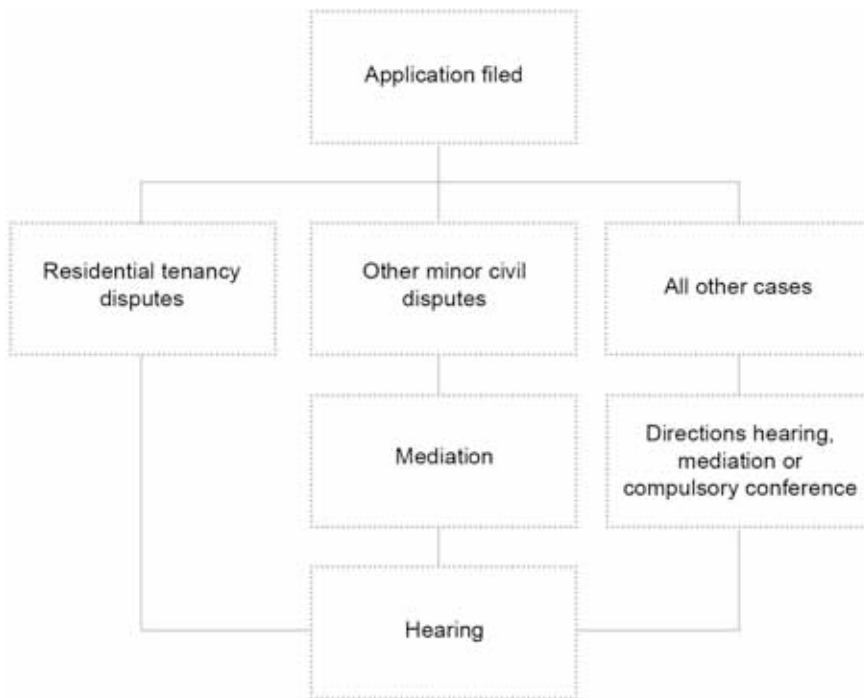 Application filed
Residential tenancy
disputes
Other minor civil
disputes
All other cases
Mediation
Directions hearing,
mediation or
compulsory conference
Hearing